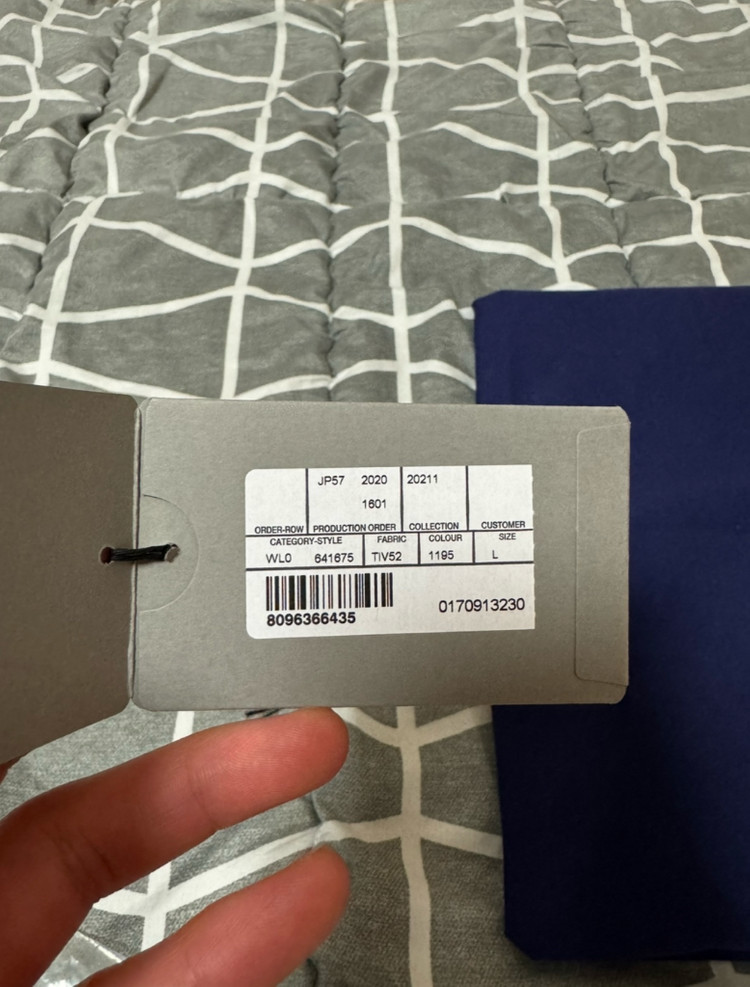 JP57 2020 20211
1601
ORDER-ROW PRODUCTION ORDER COLLECTION CUSTOMER
CATEGORY-STYLE FABRIC COLOUR SIZE
WL0 641675 TIV52 1195 L
8096366435 0170913230